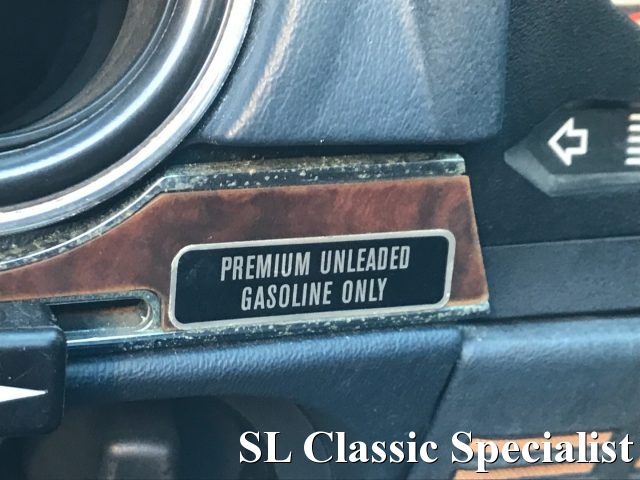 PREMIUM UNLEADED
GASOLINE ONLY
SL Classic Specialist